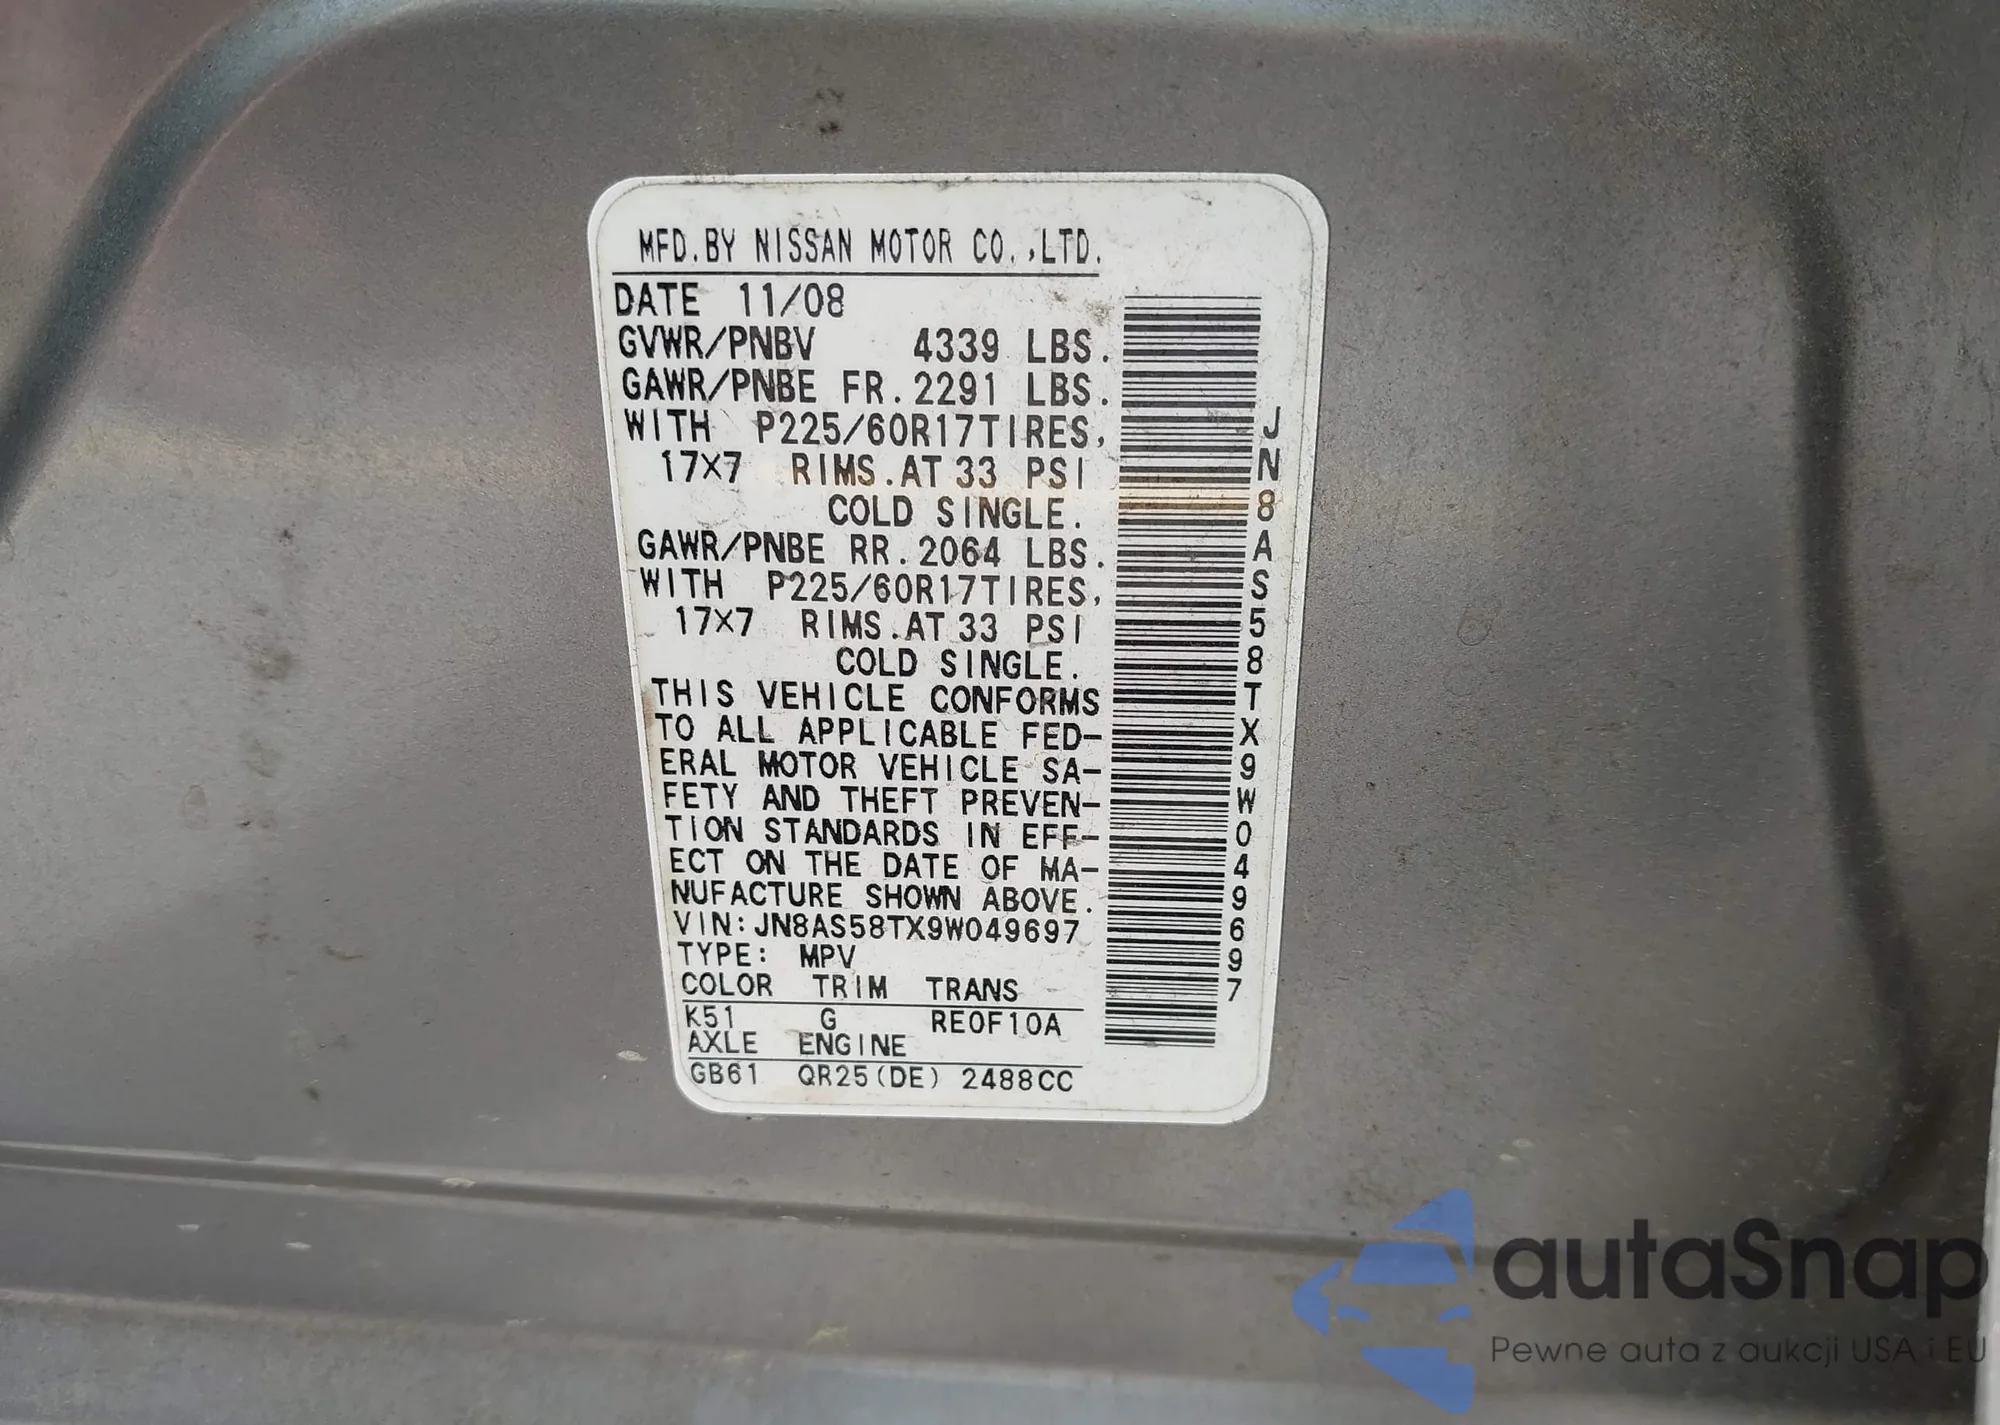 MFD.BY NISSAN MOTOR CO.,LTD.
DATE 11/08
GVWR/PNBV 4339 LBS.
GAWR/PNBE FR.2291 LBS.
WITH P225/60R17TIRES,
17X7 RIMS.AT 33 PSI
COLD SINGLE.
GAWR/PNBE RR.2064 LBS.
WITH P225/60R17TIRES,
17X7 RIMS.AT 33 PSI
COLD SINGLE.
THIS VEHICLE CONFORMS
TO ALL APPLICABLE FED-
ERAL MOTOR VEHICLE SA-
FETY AND THEFT PREVEN-
TION STANDARDS IN EFF-
ECT ON THE DATE OF MA-
NUFACTURE SHOWN ABOVE.
VIN:JN8AS58TX9W049697
TYPE: MPV
COLOR TRIM TRANS
K51 G RE0F10A
AXLE ENGINE
GB61 QR25(DE) 2488CC
JN8AS58TX9W049697
autaSnap
Pewne auta z aukcji USA i EU